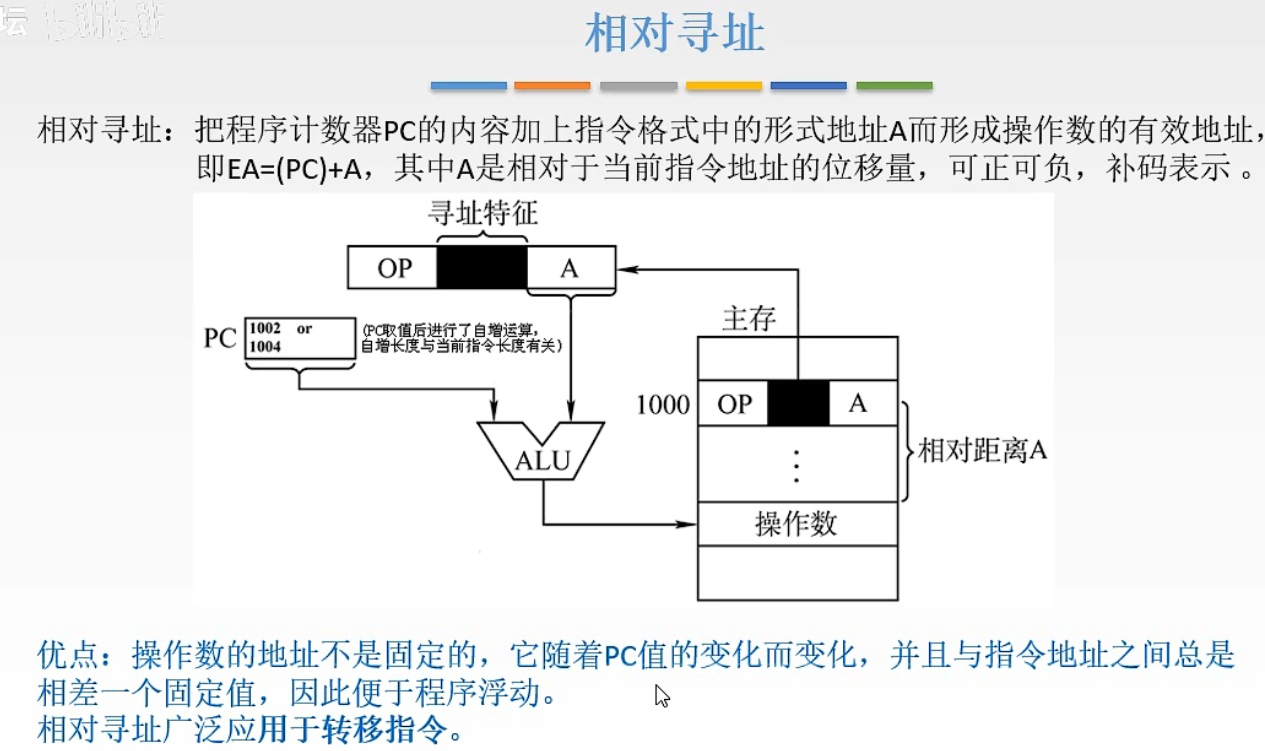 坛 bilibili
相对寻址
相对寻址：把程序计数器PC的内容加上指令格式中的形式地址A而形成操作数的有效地址，
即EA=(PC)+A，其中A是相对于当前指令地址的位移量，可正可负，补码表示 。
寻址特征
OP
A
主存
PC
1002 or
1004
(PC取值后进行了自增运算，
自增长度与当前指令长度有关)
1000
OP
A
ALU
相对距离A
操作数
优点：操作数的地址不是固定的，它随着PC值的变化而变化，并且与指令地址之间总是
相差一个固定值，因此便于程序浮动。
相对寻址广泛应用于转移指令。